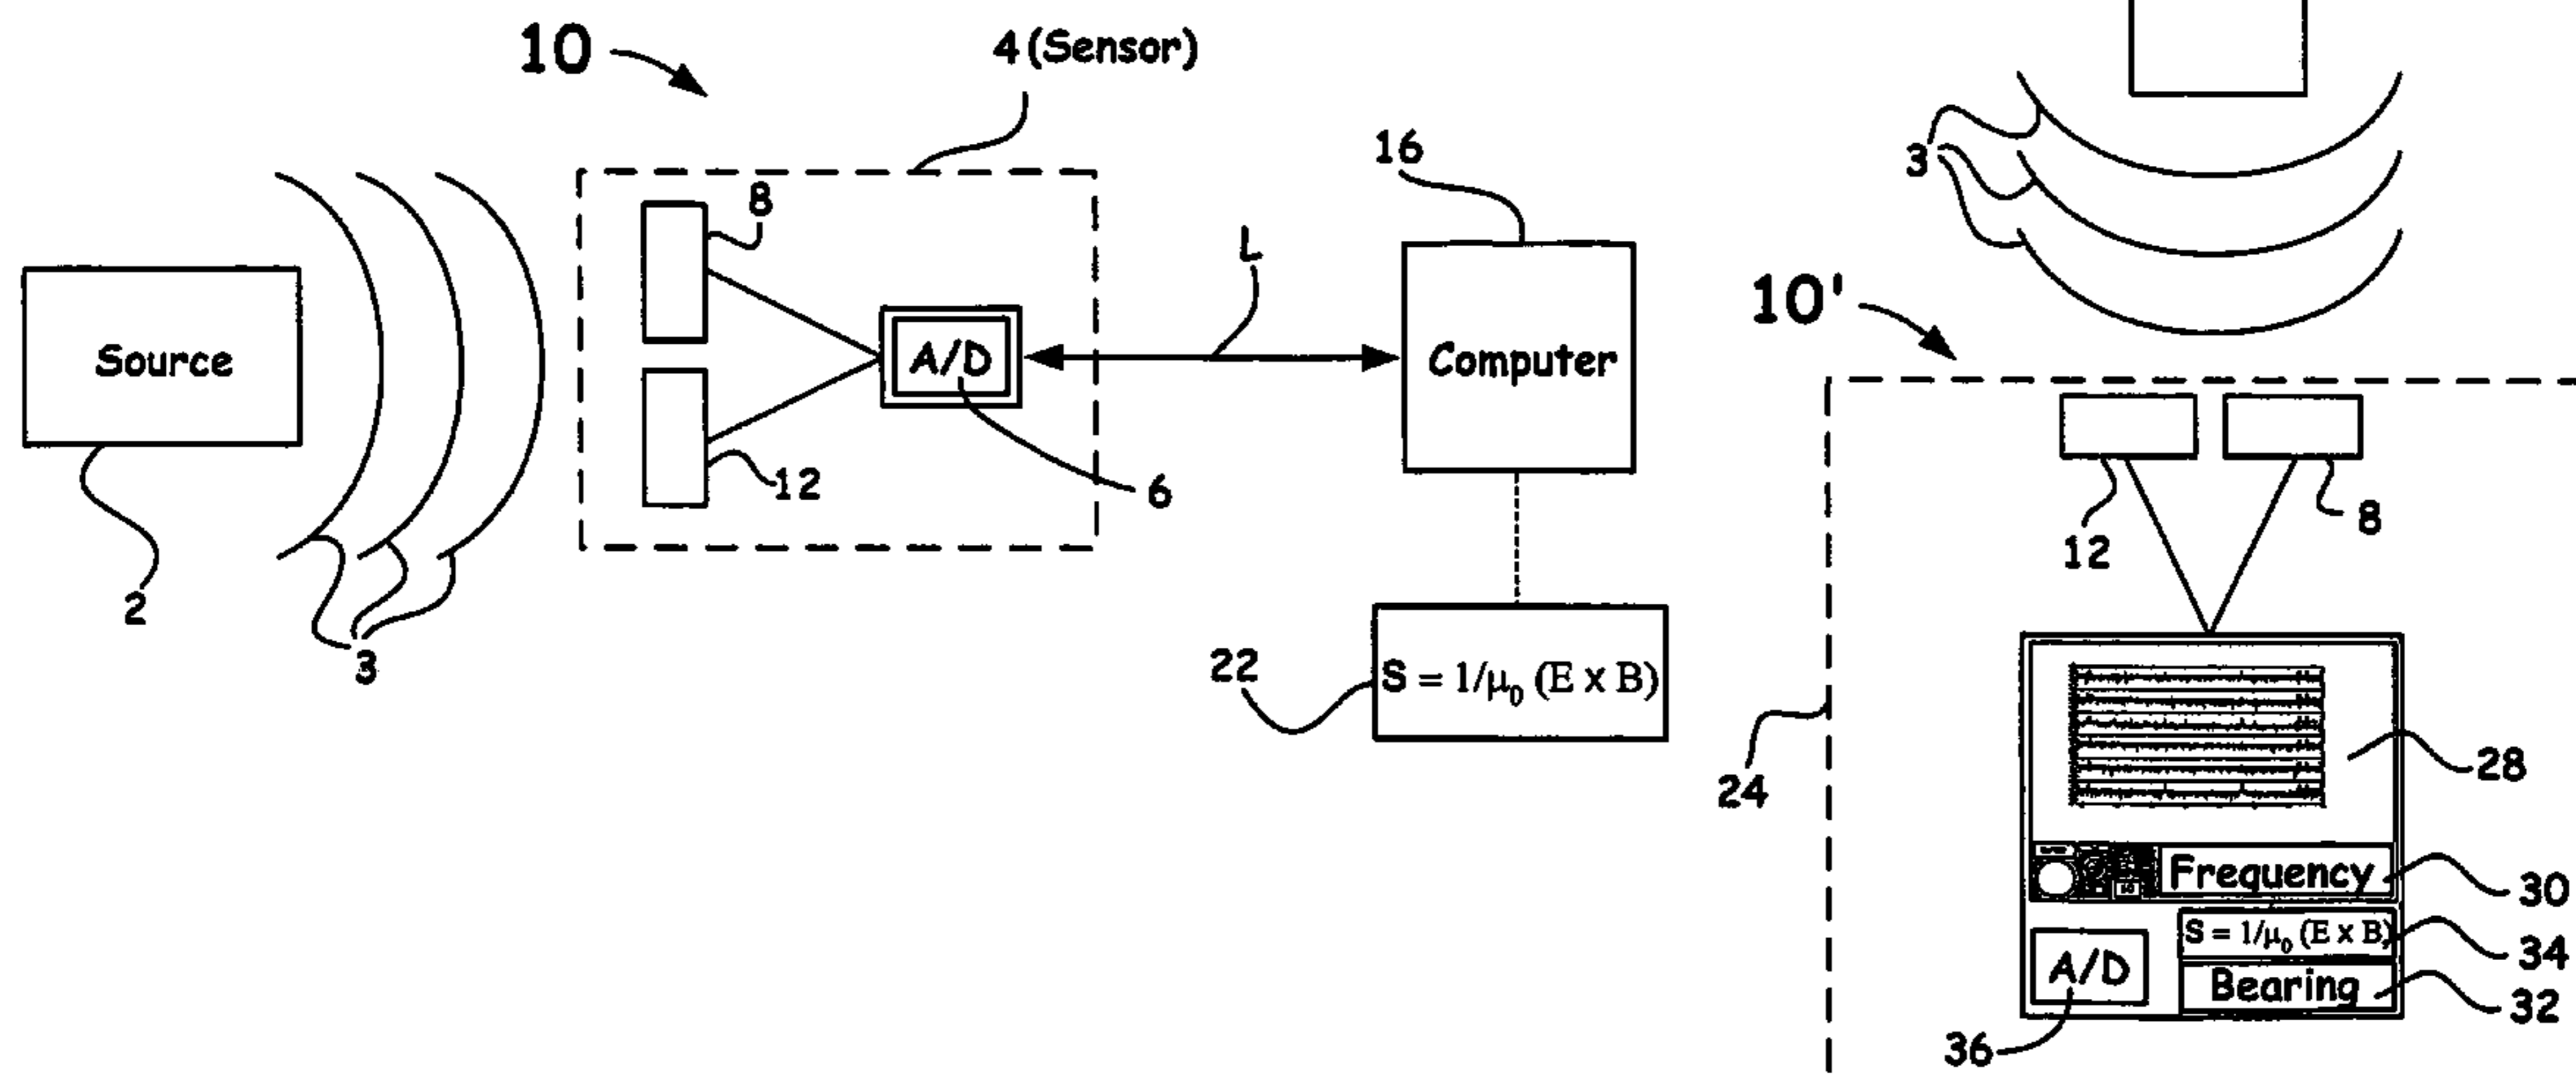 10
4 (Sensor)
8
16
L
Source
A/D
Computer
12
6
2
3
22
S = 1/μ₀ (E x B)
3
10'
12
8
24
28
Frequency
30
S = 1/μ₀ (E x B)
34
A/D
Bearing
32
36